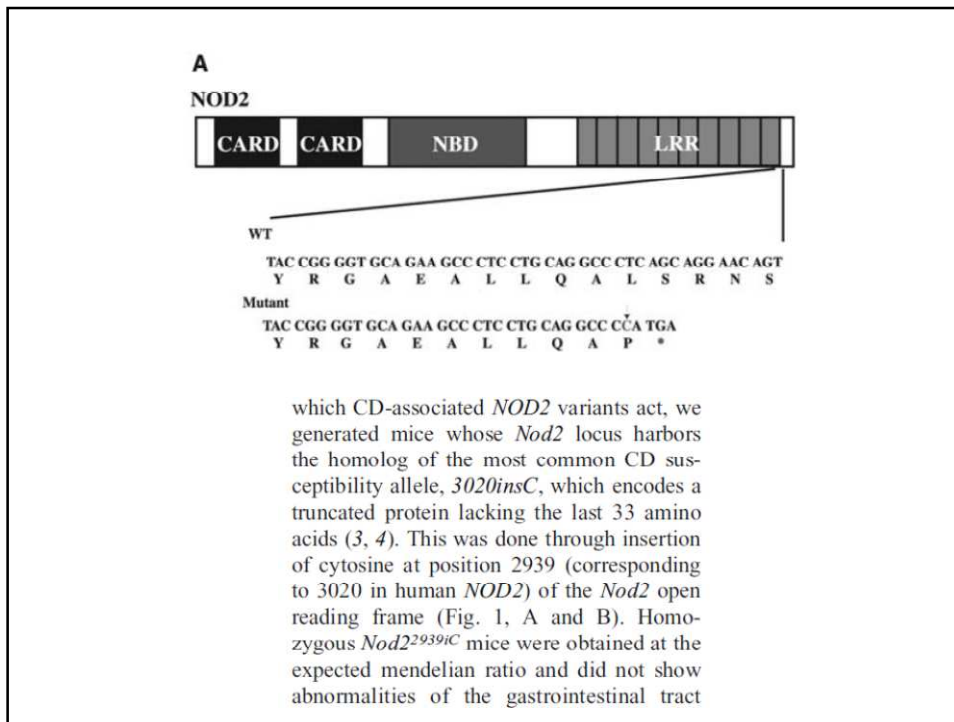 A
NOD2
CARD CARD NBD LRR
WT
TAC CGG GGT GCA GAA GCC CTC CTG CAG GCC CTC AGC AGG AAC AGT
Y R G A E A L L Q A L S R N S
Mutant
TAC CGG GGT GCA GAA GCC CTC CTG CAG GCC CCA TGA
Y R G A E A L L Q A P *
which CD-associated NOD2 variants act, we
generated mice whose Nod2 locus harbors
the homolog of the most common CD sus-
ceptibility allele, 3020insC, which encodes a
truncated protein lacking the last 33 amino
acids (3, 4). This was done through insertion
of cytosine at position 2939 (corresponding
to 3020 in human NOD2) of the Nod2 open
reading frame (Fig. 1, A and B). Homo-
zygous Nod22939iC mice were obtained at the
expected mendelian ratio and did not show
abnormalities of the gastrointestinal tract